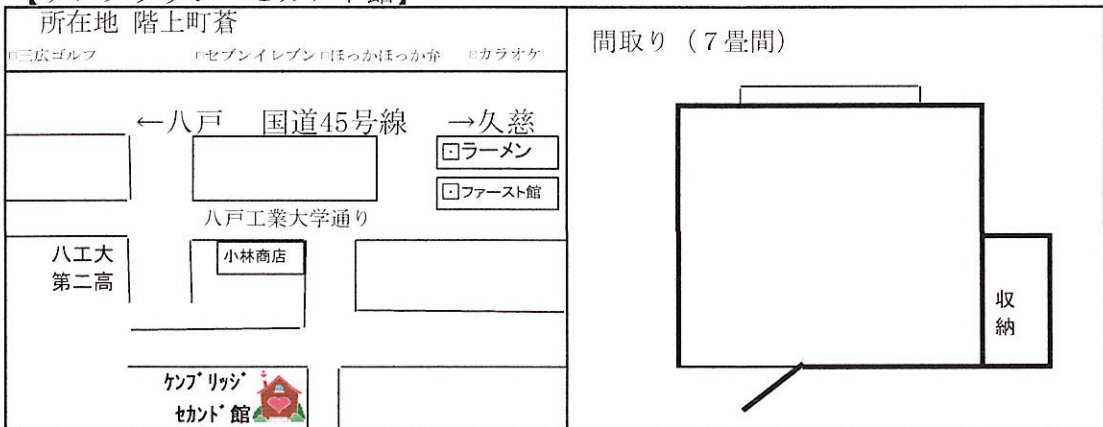 所在地 階上町蒼
三広ゴルフ セブンイレブン ほっかほっか弁 カラオケ
←八戸 国道45号線 →久慈
ラーメン
ファースト館
八戸工業大学通り
八工大
第二高
小林商店
ケンブリッジ
セカンド館
間取り（7畳間）
収
納